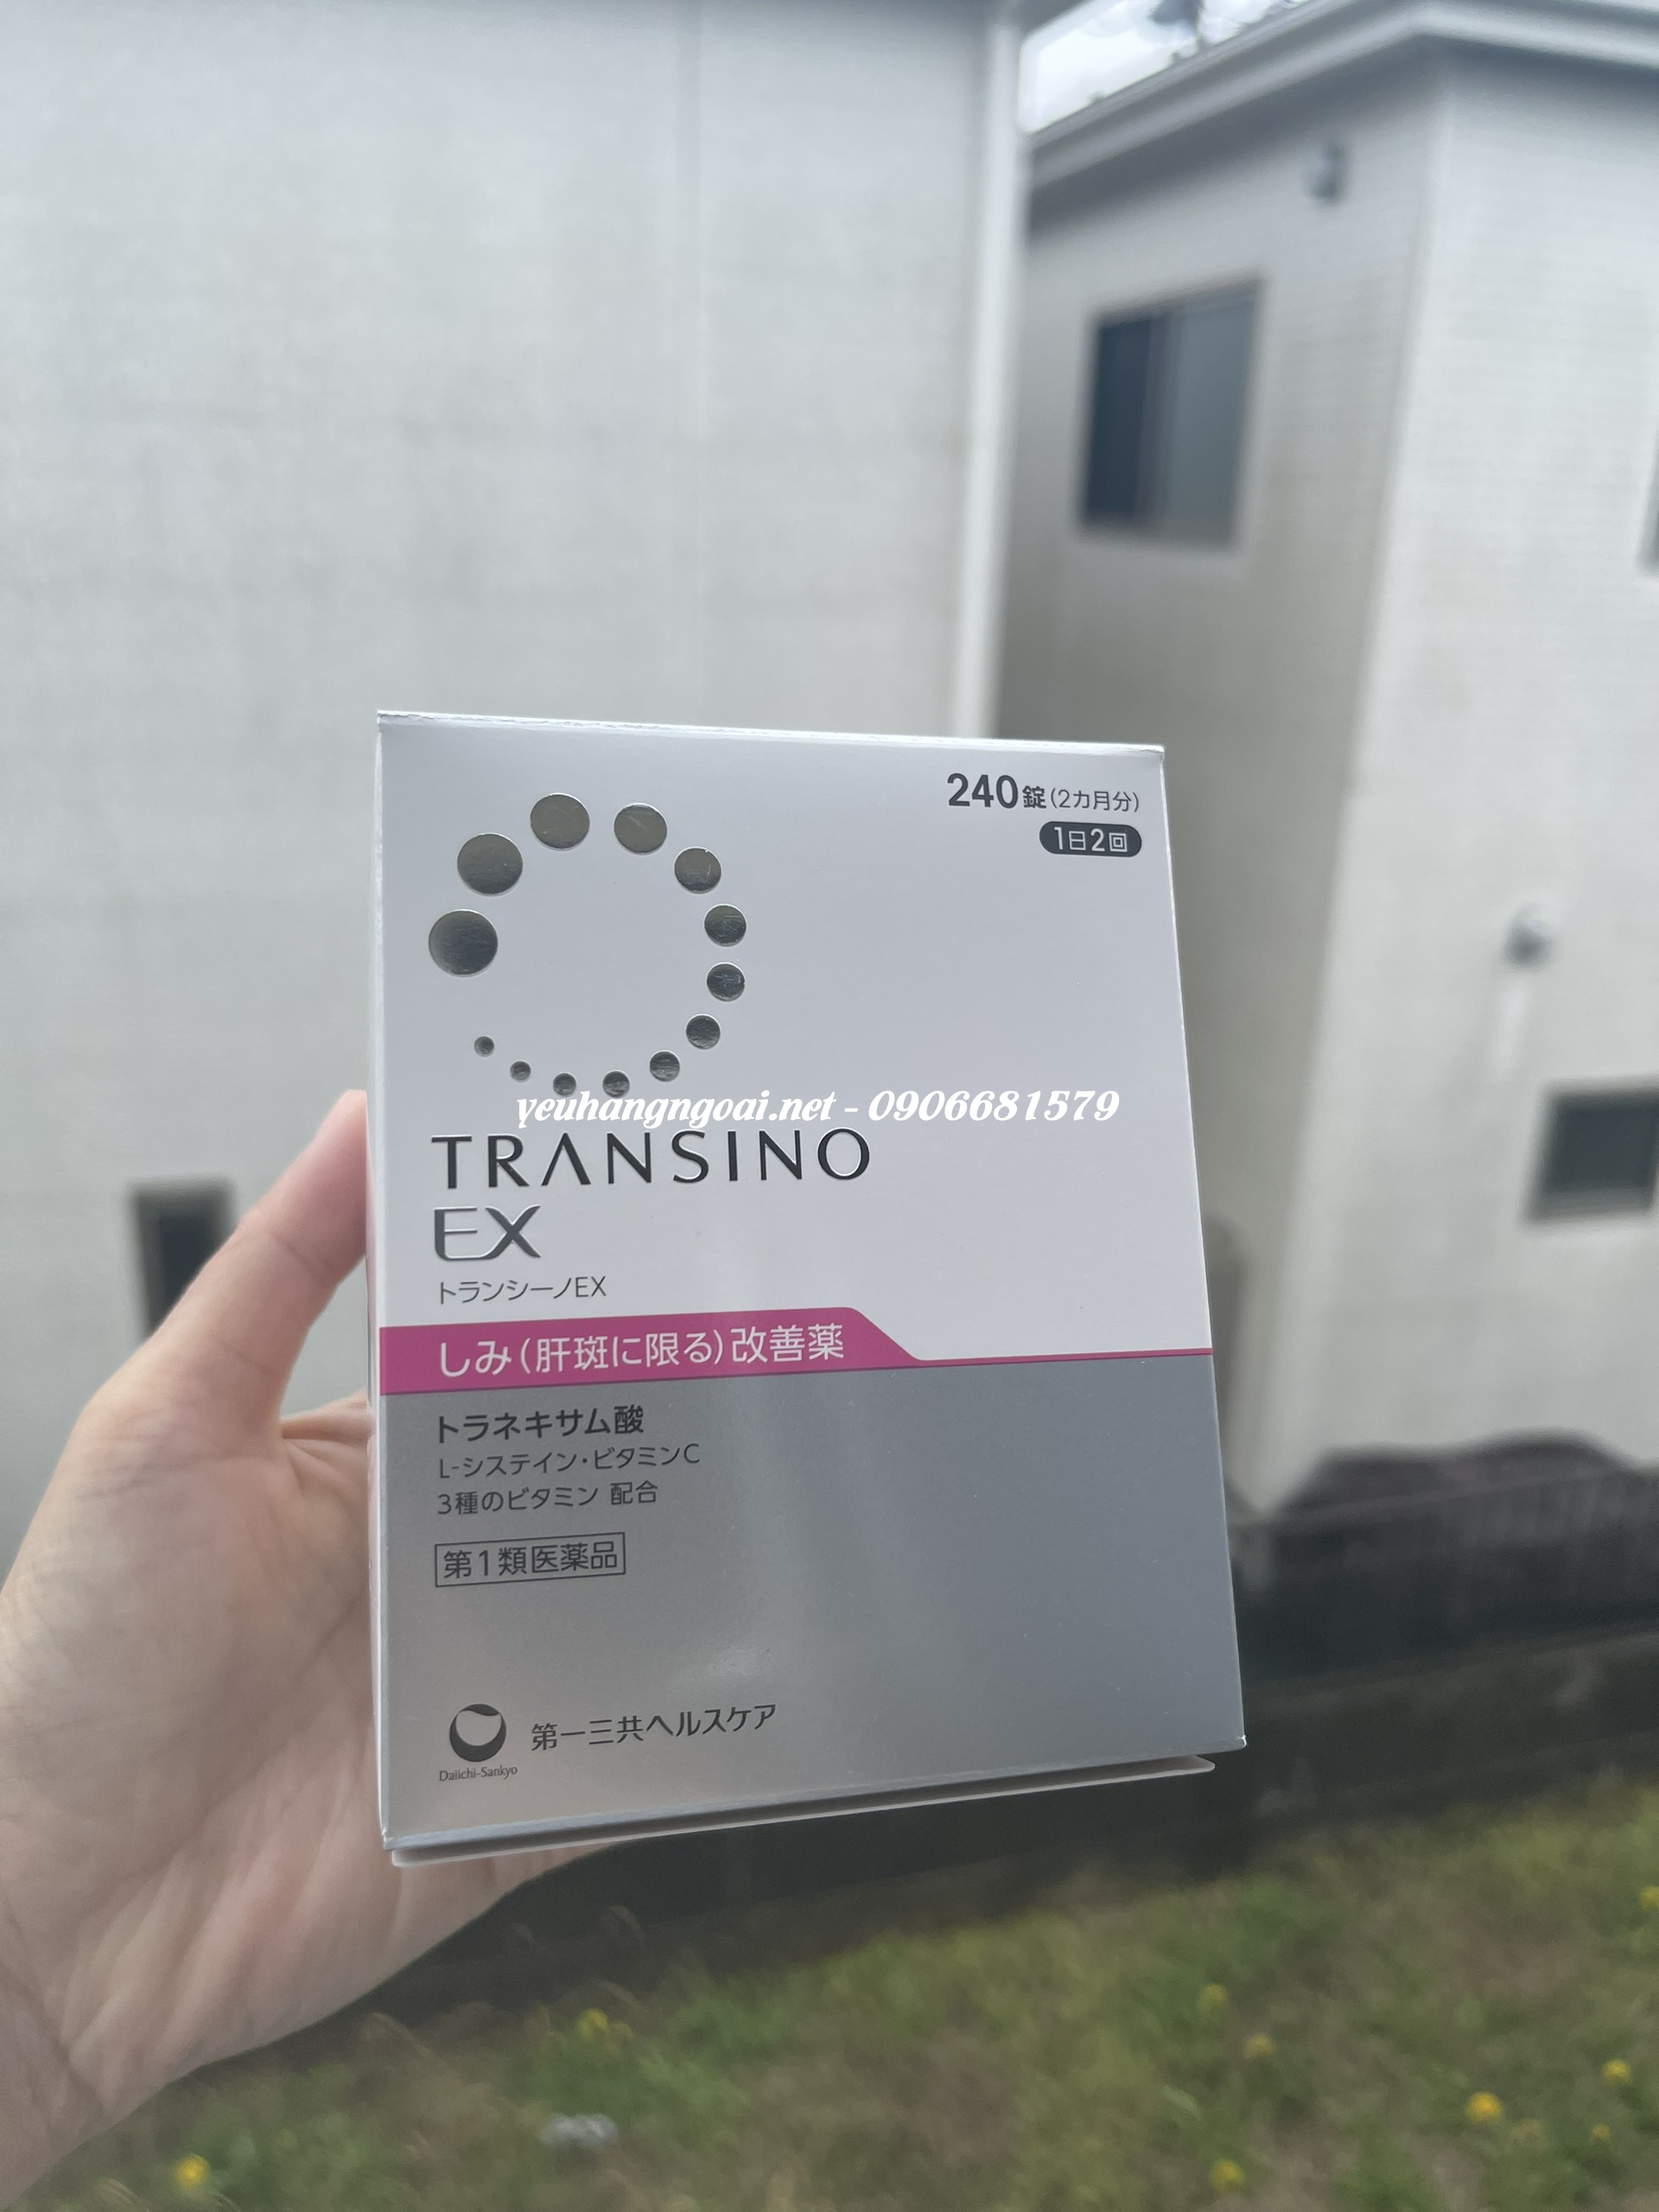 240錠(2カ月分)
1日2回
yeuhangngoai.net - 0906681579
TRANSINO
EX
トランシーノEX
しみ(肝斑に限る)改善薬
トラネキサム酸
L-システイン・ビタミンC
3種のビタミン 配合
第1類医薬品
第一三共ヘルスケア
Daiichi-Sankyo